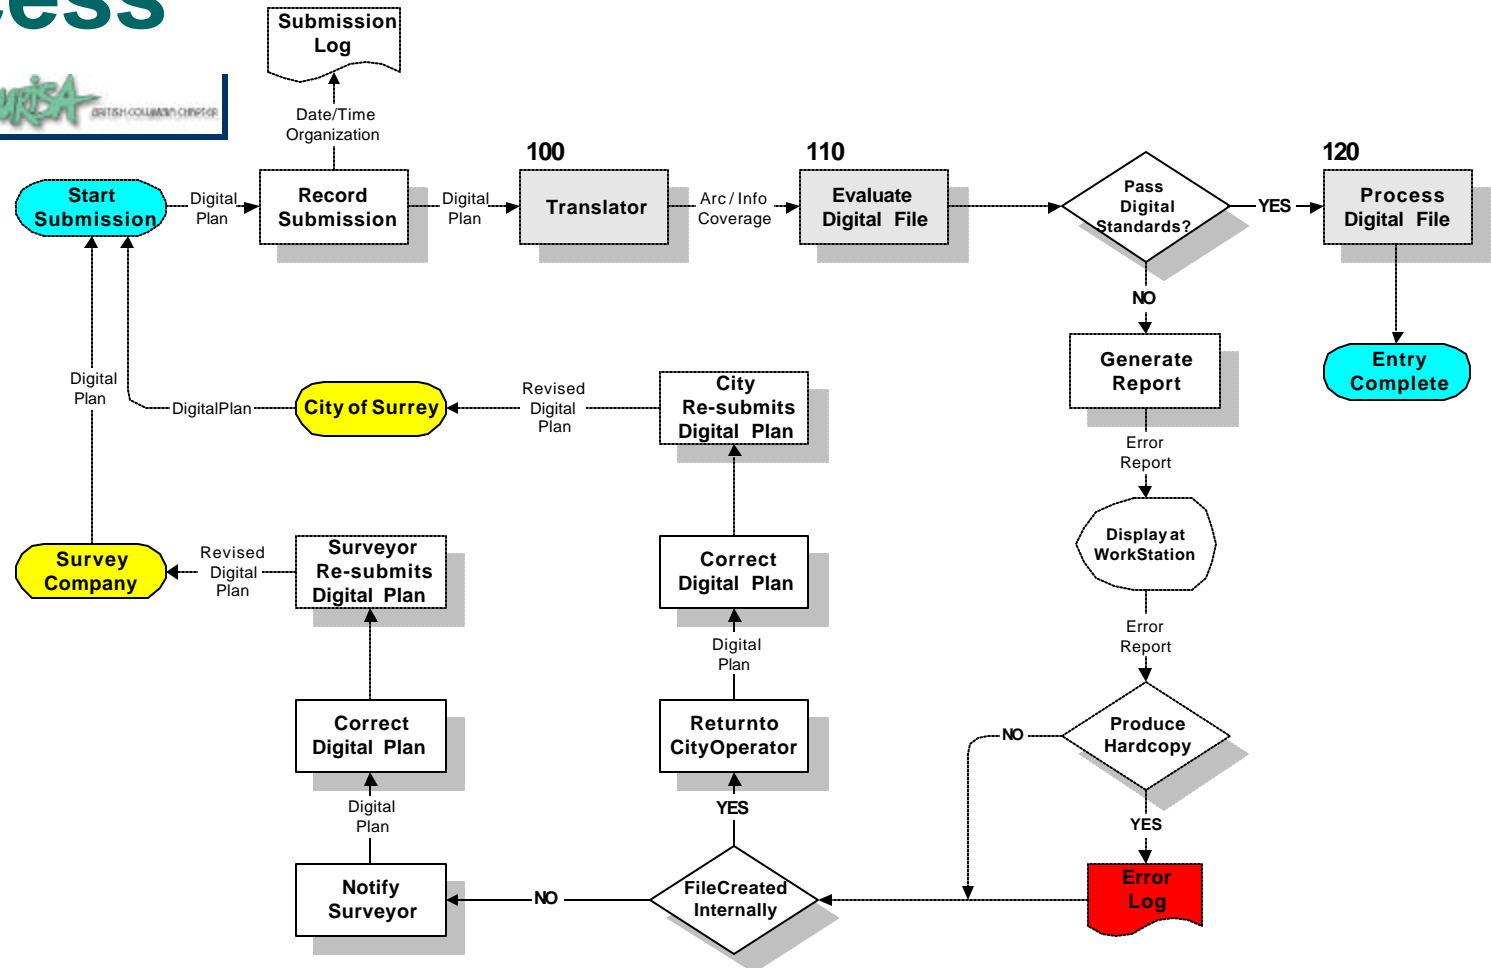 cess
URISA
BRITISH COLUMBIA CHAPTER
Submission
Log
Date/Time
Organization
100
110
120
Start
Submission
Digital
Plan
Record
Submission
Digital
Plan
Translator
Arc / Info
Coverage
Evaluate
Digital File
Pass
Digital
Standards?
YES
Process
Digital File
NO
Generate
Report
Entry
Complete
Digital
Plan
DigitalPlan
City of Surrey
Revised
Digital
Plan
City
Re-submits
Digital Plan
Error
Report
Display at
WorkStation
Survey
Company
Revised
Digital
Plan
Surveyor
Re-submits
Digital Plan
Correct
Digital Plan
Error
Report
Digital
Plan
Correct
Digital Plan
Returnto
CityOperator
NO
Produce
Hardcopy
Digital
Plan
YES
YES
Notify
Surveyor
NO
FileCreated
Internally
Error
Log